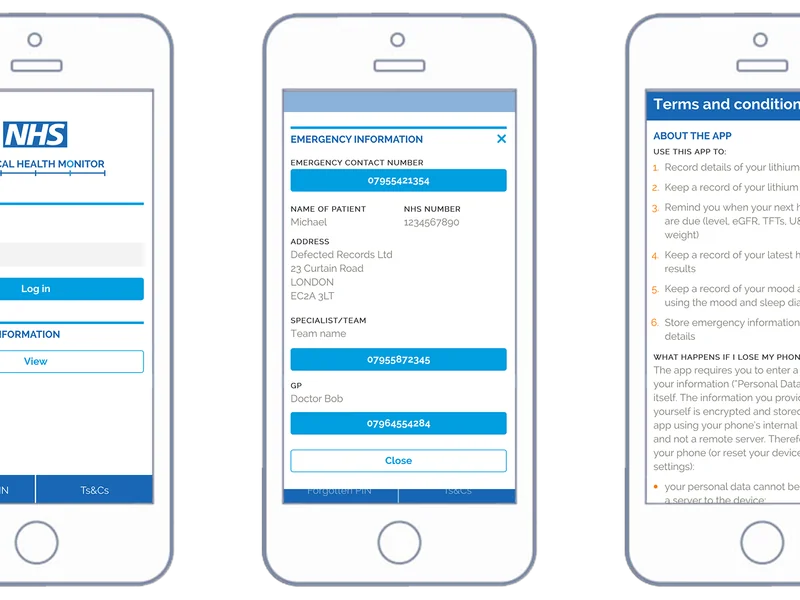 NHS
CAL HEALTH MONITOR
Log in
NFORMATION
View
IN
Ts&Cs
EMERGENCY INFORMATION
EMERGENCY CONTACT NUMBER
07955421354
NAME OF PATIENT NHS NUMBER
Michael 1234567890
ADDRESS
Defected Records Ltd
23 Curtain Road
LONDON
EC2A 3LT
SPECIALIST/TEAM
Team name
07955872345
GP
Doctor Bob
07964554284
Close
Forgotten PIN Ts&Cs
Terms and condition
ABOUT THE APP
USE THIS APP TO:
1. Record details of your lithium
2. Keep a record of your lithium
3. Remind you when your next h
are due (level, eGFR, TFTs, U&
weight)
4. Keep a record of your latest h
results
5. Keep a record of your mood a
using the mood and sleep dia
6. Store emergency information
details
WHAT HAPPENS IF I LOSE MY PHON
The app requires you to enter a
your information ("Personal Data
itself. The information you provid
yourself is encrypted and stored
app using your phone's internal
and not a remote server. Therefo
your phone (or reset your device
settings):
• your personal data cannot be
a server to the device;